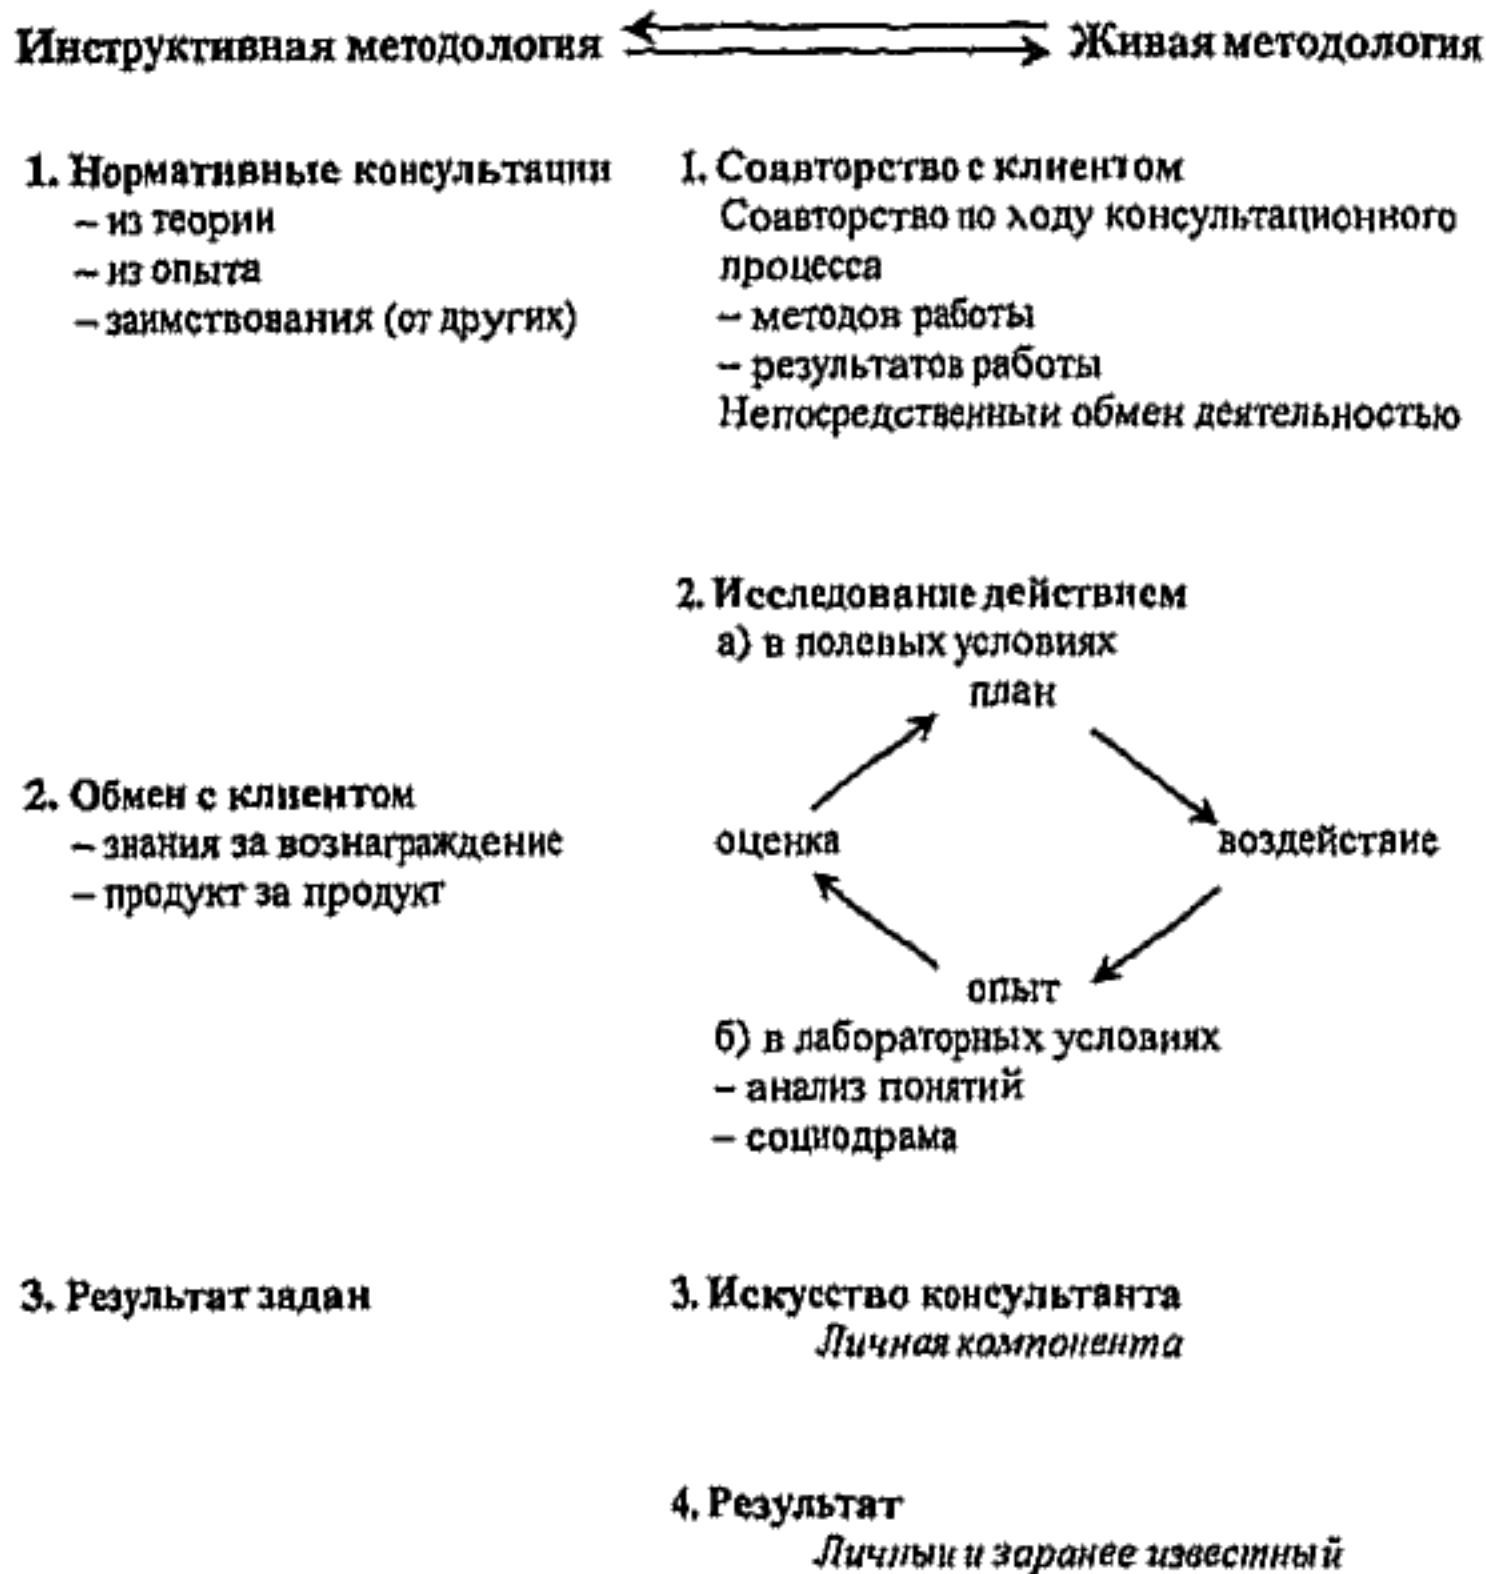 Инструктивная методология
Живая методология
1. Нормативные консультации
– из теории
– из опыта
– заимствования (от других)
1. Соавторство с клиентом
Соавторство по ходу консультационного
процесса
– методов работы
– результатов работы
Непосредственный обмен деятельностью
2. Обмен с клиентом
– знания за вознаграждение
– продукт за продукт
2. Исследование действием
а) в полевых условиях
план
оценка
воздействие
опыт
б) в лабораторных условиях
– анализ понятий
– социодрама
3. Результат задан
3. Искусство консультанта
Личная компонента
4. Результат
Личный и заранее известный